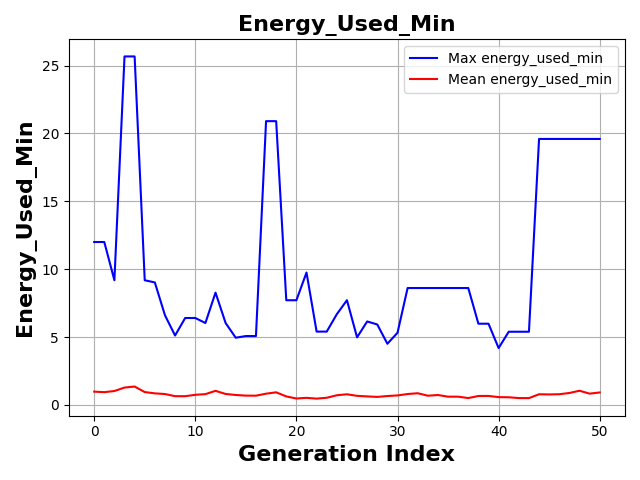 Energy_Used_Min
Max energy_used_min
Mean energy_used_min
Energy_Used_Min
25
20
15
10
5
0
0 10 20 30 40 50
Generation Index